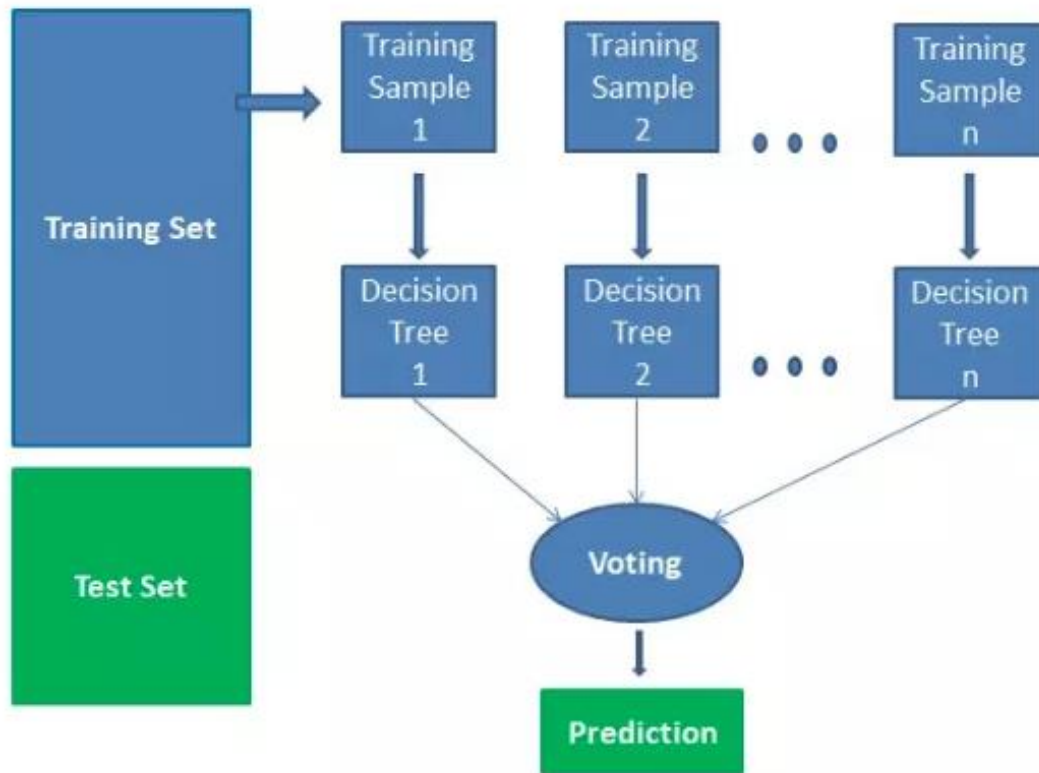 Training
Sample
1
Training
Sample
2
Training
Sample
n
Training Set
Decision
Tree
1
Decision
Tree
2
Decision
Tree
n
Voting
Test Set
Prediction